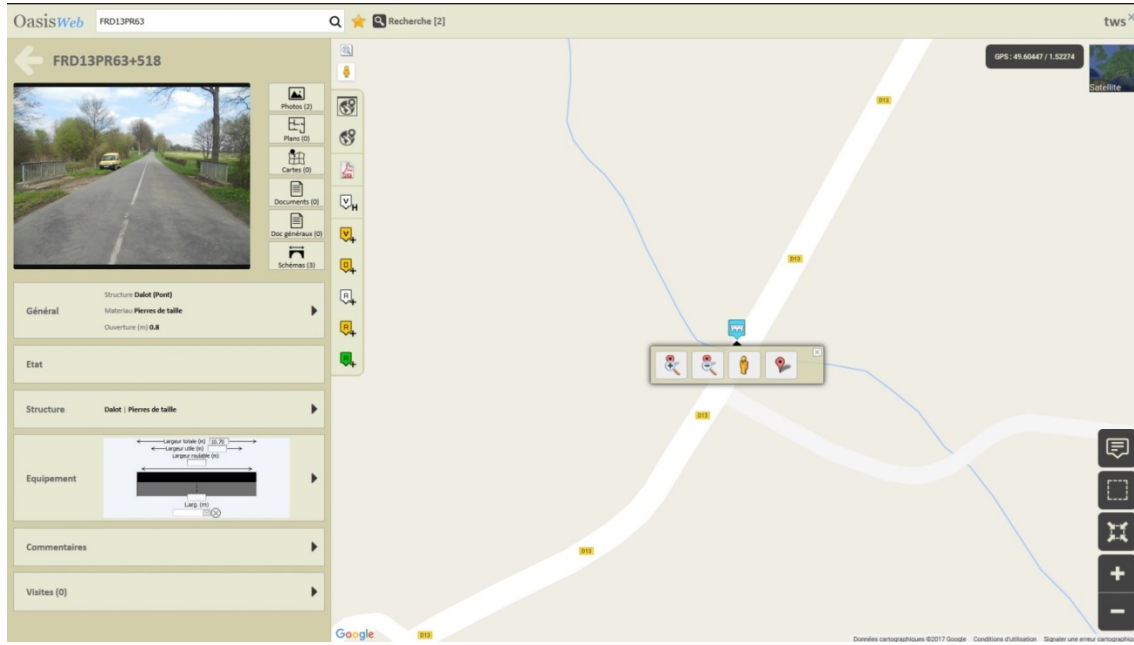 OasisWeb
FRD13PR63
Recherche [2]
tws
FRD13PR63+518
Photos (2)
Plans (0)
Cartes (0)
Documents (0)
Doc généraux (0)
Schémas (3)
Général
Structure Dalot (Pont)
Materiau Pierres de taille
Ouverture (m) 0.8
Etat
Structure
Dalot | Pierres de taille
Equipement
Largeur totale (m) 10.70
Largeur utile (m)
Largeur roulable (m)
Larg. (m)
Commentaires
Visites (0)
V H
V
D
R
R
GPS : 49.60447 / 1.52274
Satellite
D13
D13
D13
D13
D13
Google
Données cartographiques ©2017 Google
Conditions d'utilisation
Signaler une erreur cartographique